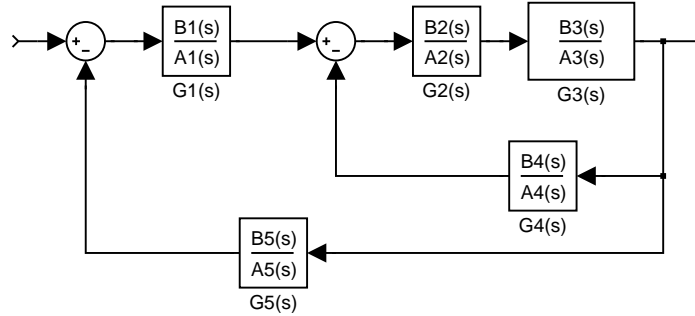 +
-
B1(s)
A1(s)
G1(s)
+
-
B2(s)
A2(s)
G2(s)
B3(s)
A3(s)
G3(s)
B4(s)
A4(s)
G4(s)
B5(s)
A5(s)
G5(s)